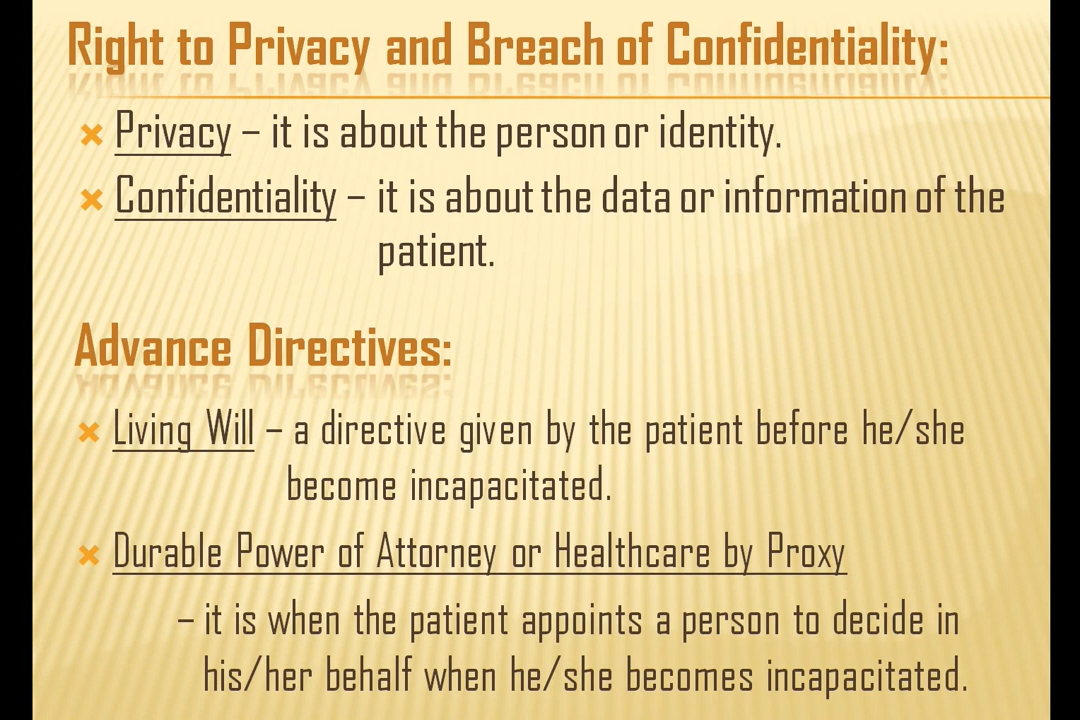 Right to Privacy and Breach of Confidentiality:
Privacy – it is about the person or identity.
Confidentiality – it is about the data or information of the
patient.
Advance Directives:
Living Will – a directive given by the patient before he/she
become incapacitated.
Durable Power of Attorney or Healthcare by Proxy
– it is when the patient appoints a person to decide in
his/her behalf when he/she becomes incapacitated.